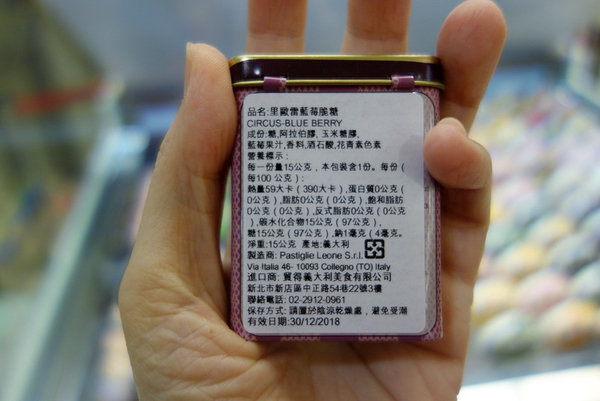 品名:里歐雷藍莓脆糖
CIRCUS-BLUE BERRY
成份:糖,阿拉伯膠,玉米糖膠,
藍莓果汁,香料,酒石酸,花青素色素
營養標示:
每一份量15公克,本包裝含1份。每份(
每100公克):
熱量59大卡(390大卡),蛋白質0公克(
0公克),脂肪0公克(0公克),飽和脂肪
0公克(0公克),反式脂肪0公克(0公克
),碳水化合物15公克(97公克),
糖15公克(97公克),鈉1毫克(4毫克。
淨重:15公克 產地:義大利
製造商: Pastiglie Leone S.r.l.
Via Italia 46- 10093 Collegno (TO) Italy
進口商: 質得義大利美食有限公司
新北市新店區中正路54巷22號3樓
聯絡電話: 02-2912-0961
保存方式: 請置於陰涼乾燥處,避免受潮
有效日期:30/12/2018